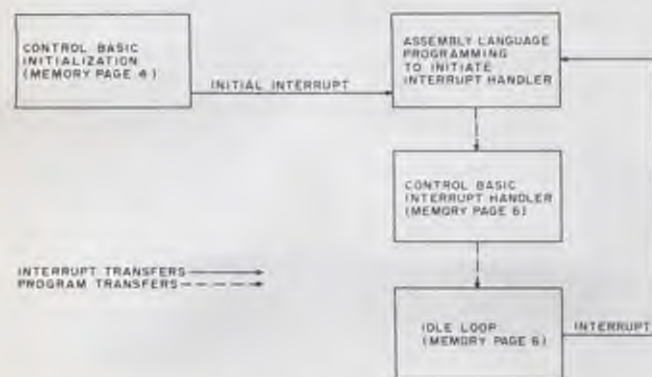 CONTROL BASIC
INITIALIZATION
(MEMORY PAGE 4)
INITIAL INTERRUPT
ASSEMBLY LANGUAGE
PROGRAMMING
TO INITIATE
INTERRUPT HANDLER
CONTROL BASIC
INTERRUPT HANDLER
(MEMORY PAGE 6)
INTERRUPT TRANSFERS
PROGRAM TRANSFERS
IDLE LOOP
(MEMORY PAGE 6)
INTERRUPT